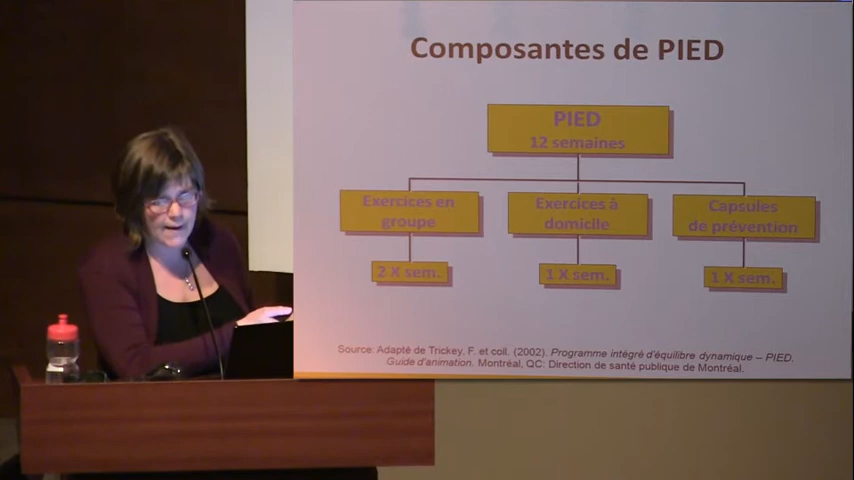 Composantes de PIED
PIED
12 semaines
Exercices en
groupe
Exercices à
domicile
Capsules
de prévention
2 X sem.
1 X sem.
1 X sem.
Source: Adapté de Trickey, F. et coll. (2002). Programme intégré d'équilibre dynamique – PIED.
Guide d'animation. Montréal, QC: Direction de santé publique de Montréal.